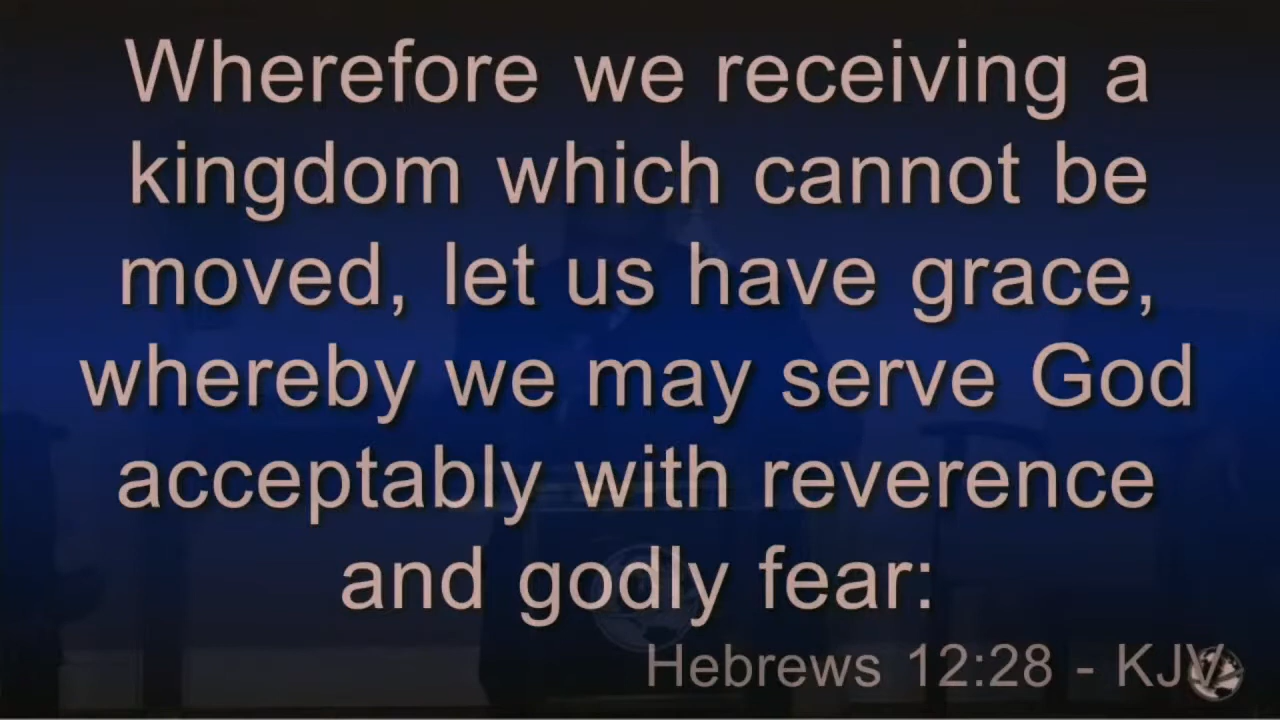 Wherefore we receiving a
kingdom which cannot be
moved, let us have grace,
whereby we may serve God
acceptably with reverence
and godly fear:
Hebrews 12:28 - KJV